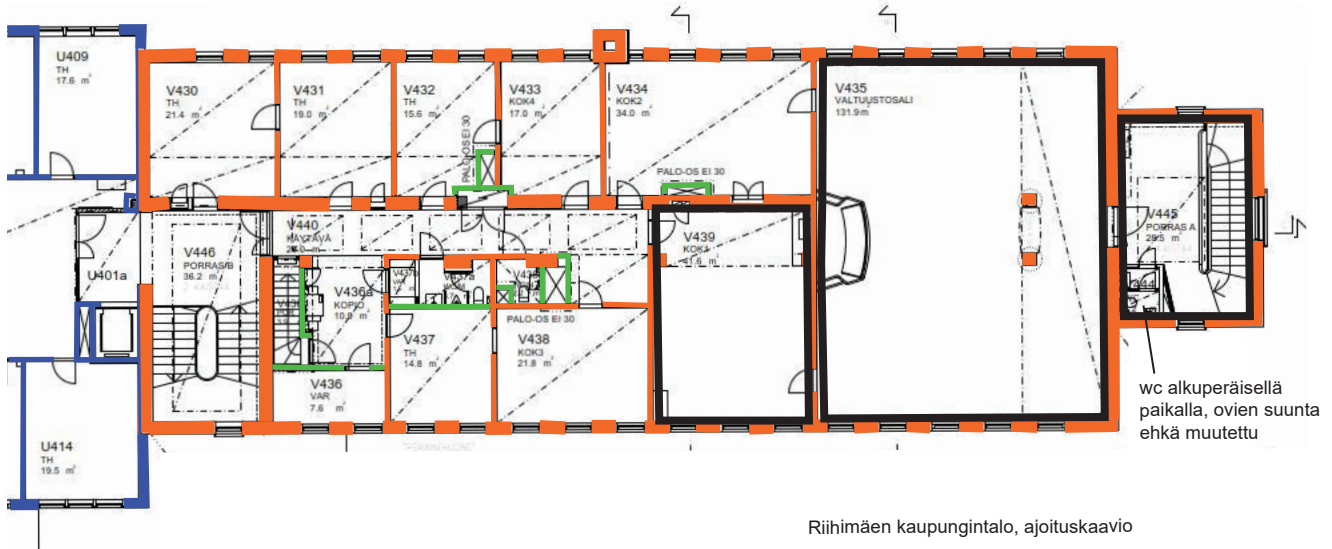 U409
TH
17.6 m²
V430
TH
21.4 m²
V431
TH
19.0 m²
V432
TH
15.6 m²
PALO-OS EI 30
V433
KOK4
17.0 m²
V434
KOK2
34.0 m²
PALO-OS EI 30
V435
VALTUUSTOSALI
131.9 m²
V445
PORRAS A
U401a
V446
PORRAS B
36.2 m²
V440
KÄYTÄVÄ
V436a
KOPIO
V439
KOK1
41.6 m²
V437
TH
14.8 m²
PALO-OS EI 30
V438
KOK3
21.8 m²
V436
VAR
7.6 m²
U414
TH
19.5 m²
wc alkuperäisellä
paikalla, ovien suunta
ehkä muutettu
Riihimäen kaupungintalo, ajoituskaavio